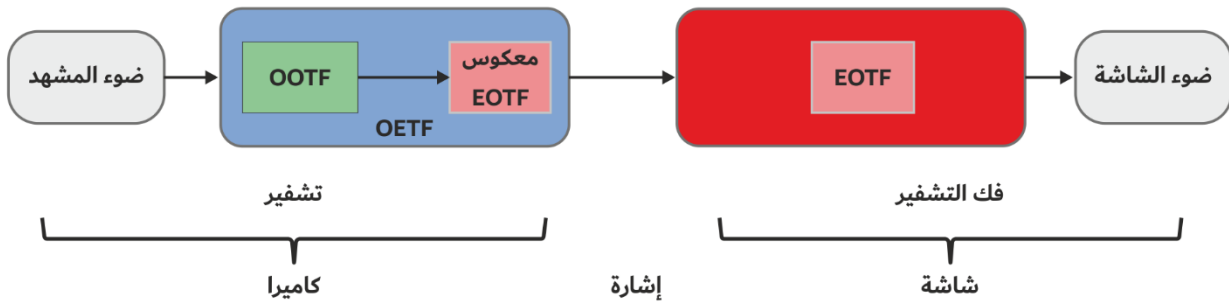 ضوء المشهد
OOTF
معكوس
EOTF
OETF
EOTF
ضوء الشاشة
تشفير
فك التشفير
كاميرا
إشارة
شاشة